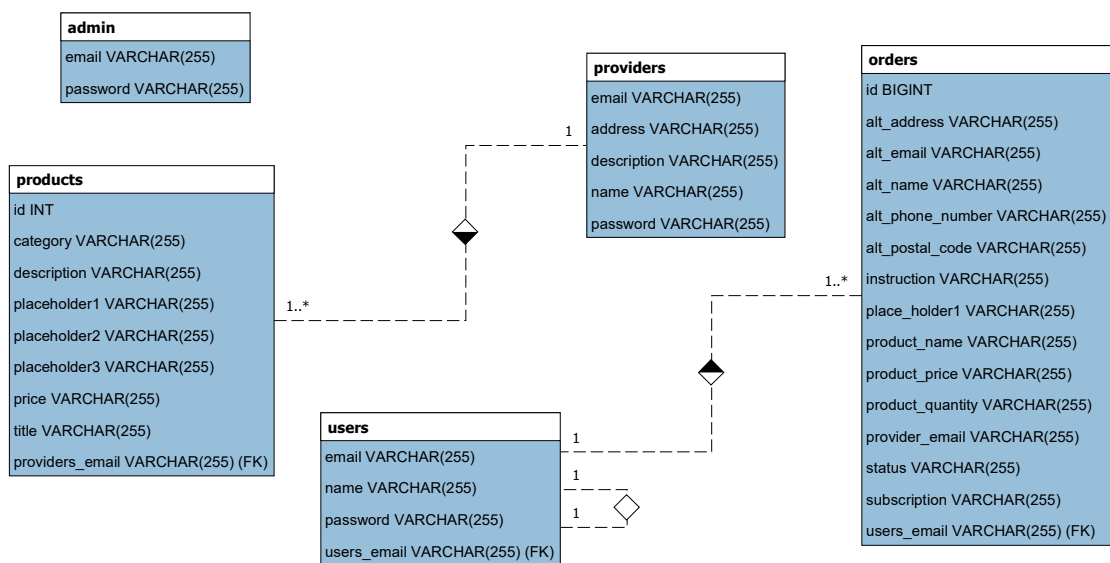 admin
email VARCHAR(255)
password VARCHAR(255)
providers
email VARCHAR(255)
address VARCHAR(255)
description VARCHAR(255)
name VARCHAR(255)
password VARCHAR(255)
1
orders
id BIGINT
alt_address VARCHAR(255)
alt_email VARCHAR(255)
alt_name VARCHAR(255)
alt_phone_number VARCHAR(255)
alt_postal_code VARCHAR(255)
instruction VARCHAR(255)
place_holder1 VARCHAR(255)
product_name VARCHAR(255)
product_price VARCHAR(255)
product_quantity VARCHAR(255)
provider_email VARCHAR(255)
status VARCHAR(255)
subscription VARCHAR(255)
users_email VARCHAR(255) (FK)
1..*
products
id INT
category VARCHAR(255)
description VARCHAR(255)
placeholder1 VARCHAR(255)
placeholder2 VARCHAR(255)
placeholder3 VARCHAR(255)
price VARCHAR(255)
title VARCHAR(255)
providers_email VARCHAR(255) (FK)
1..*
users
email VARCHAR(255)
name VARCHAR(255)
password VARCHAR(255)
users_email VARCHAR(255) (FK)
1
1
1